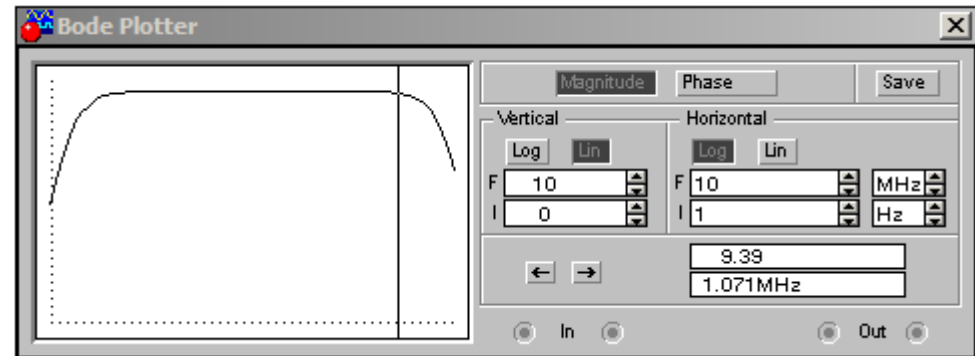 Bode Plotter
Magnitude Phase Save
Vertical Horizontal
Log Lin Log Lin
F 10 F 10 MHz
I 0 I 1 Hz
← → 9.39
1.071MHz
In Out